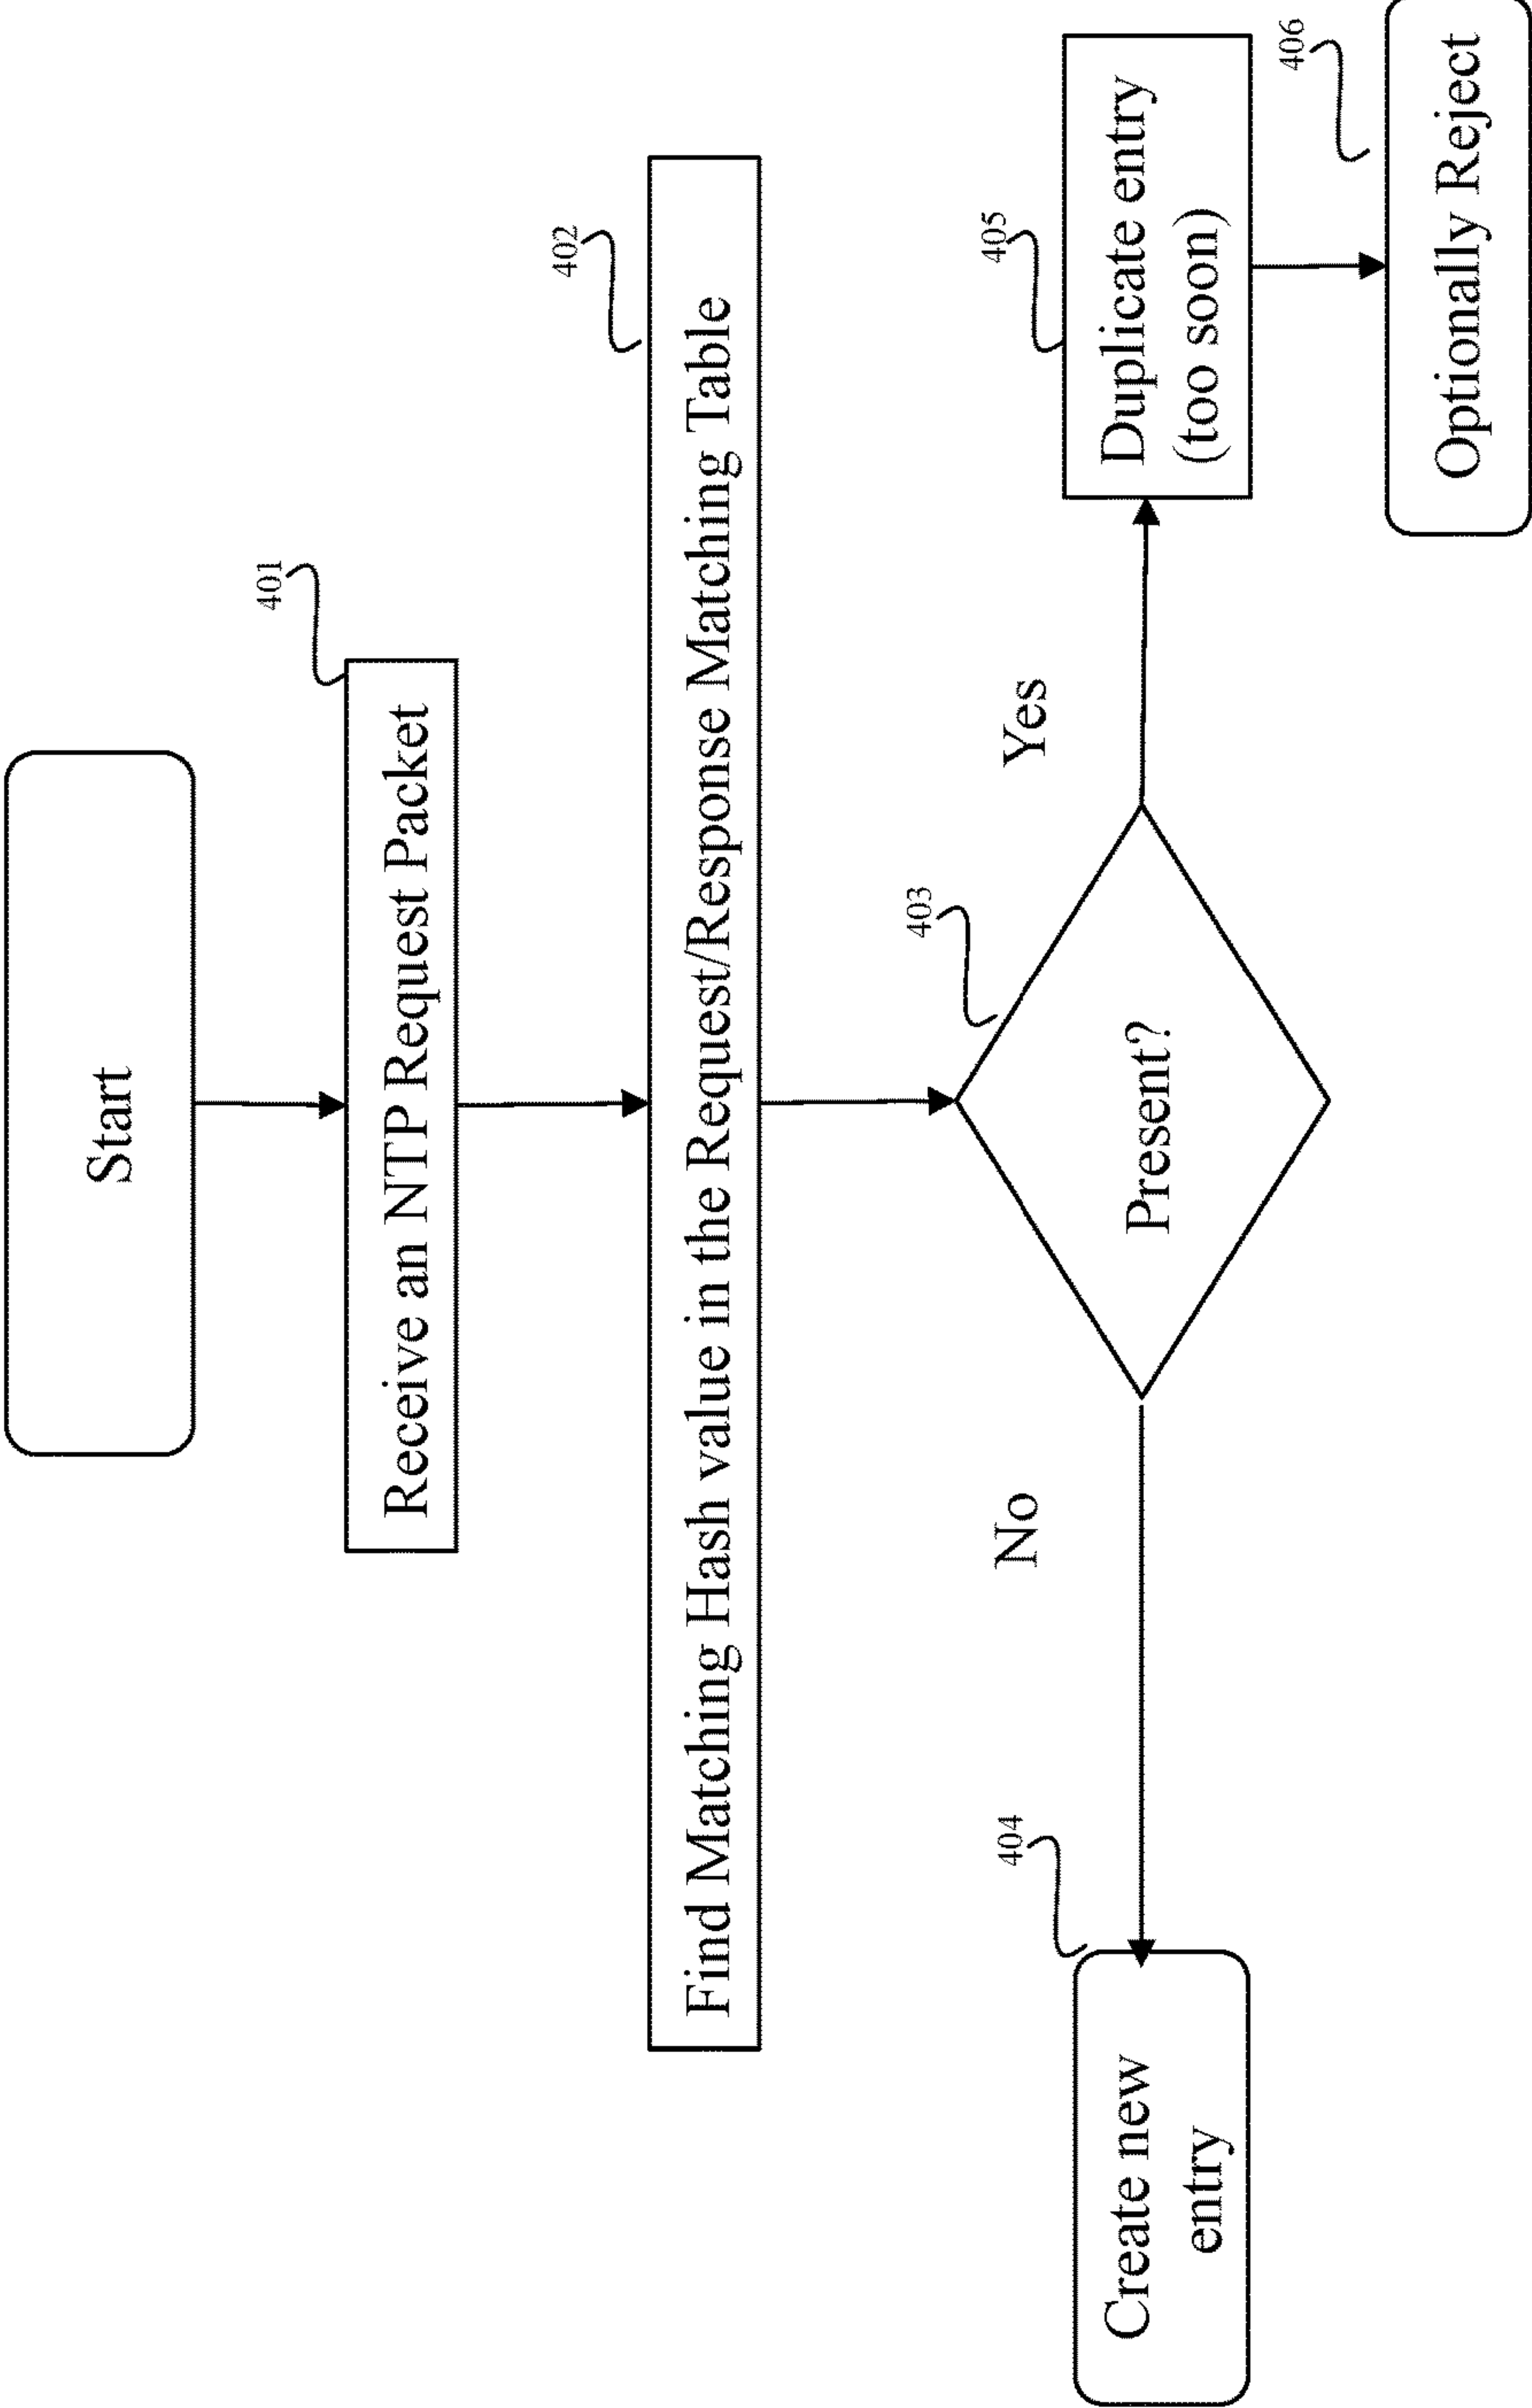 Start
401
Receive an NTP Request Packet
402
Find Matching Hash value in the Request/Response Matching Table
403
Present?
No
Yes
404
Create new
entry
405
Duplicate entry
(too soon)
406
Optionally Reject